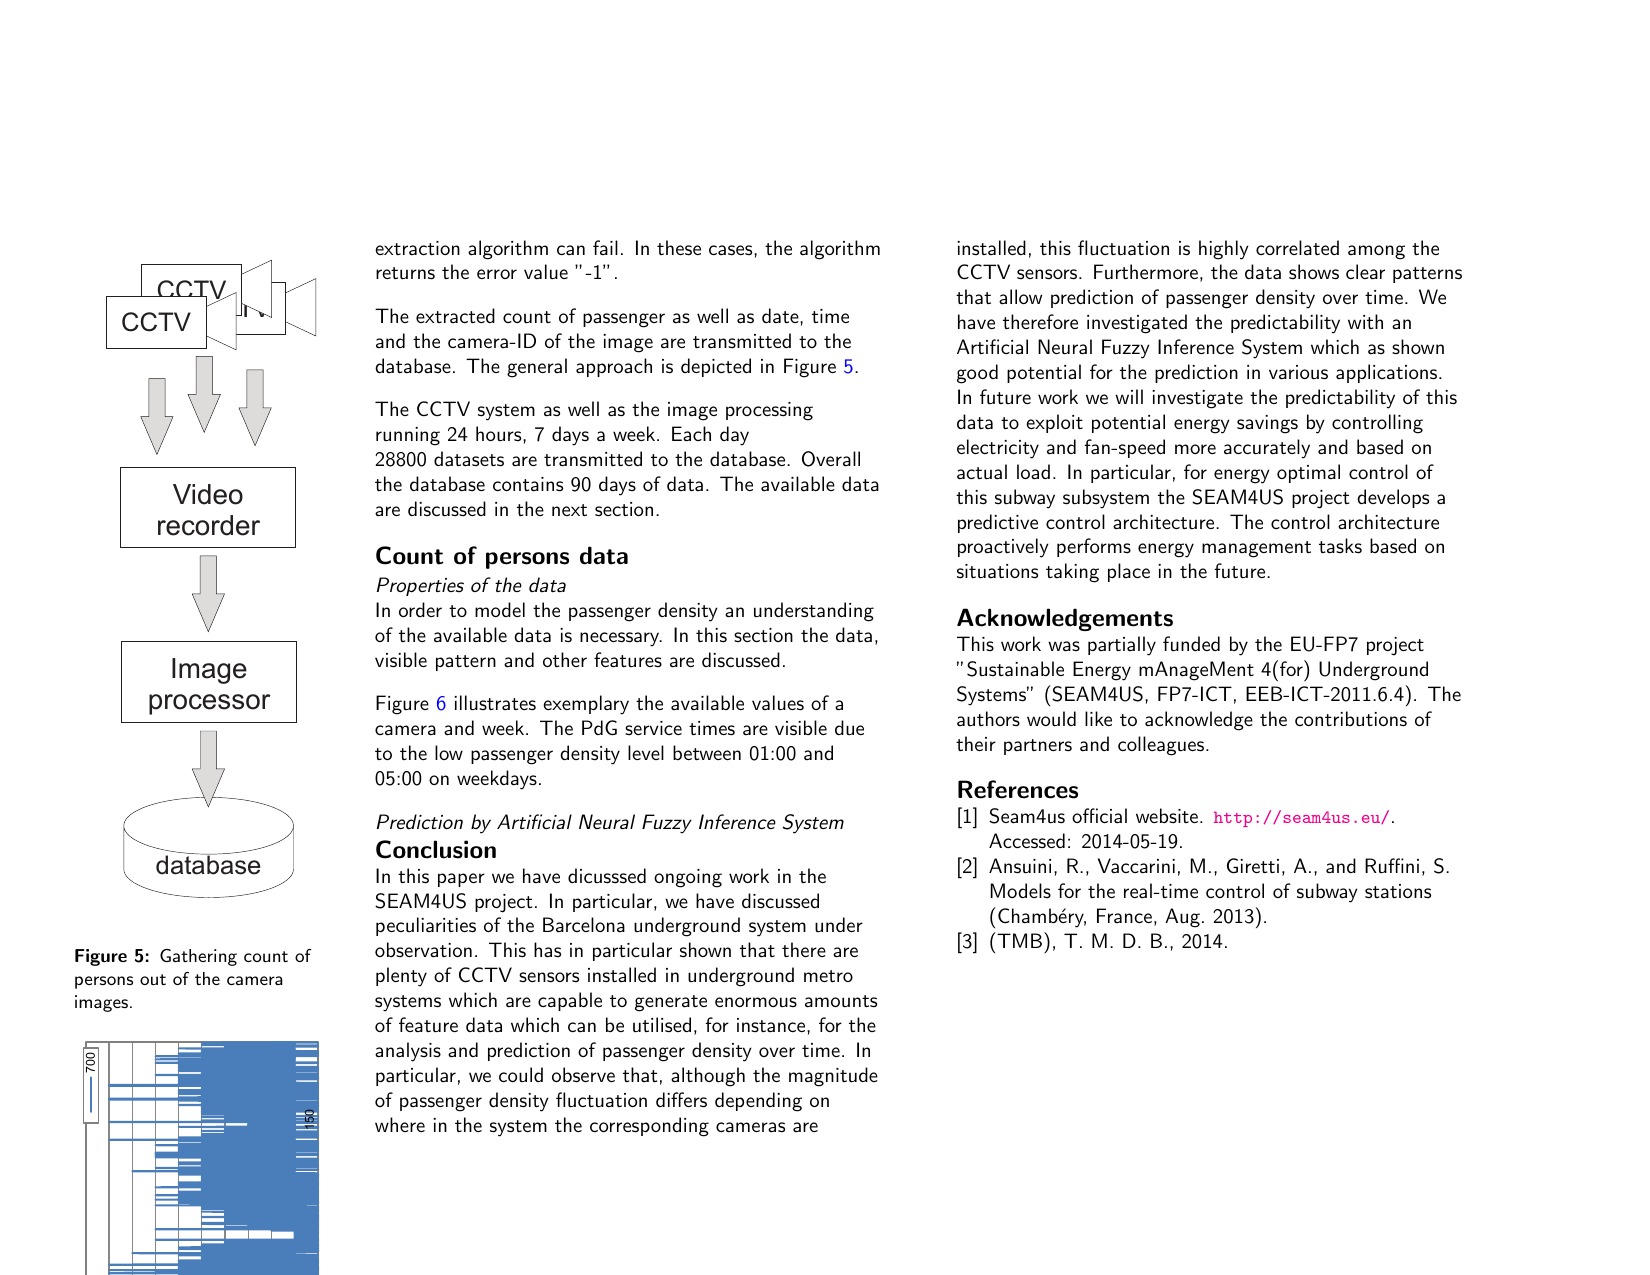 CCTV
CCTV
Video
recorder
Image
processor
database
Figure 5: Gathering count of
persons out of the camera
images.
700
150
extraction algorithm can fail. In these cases, the algorithm
returns the error value "-1".
The extracted count of passenger as well as date, time
and the camera-ID of the image are transmitted to the
database. The general approach is depicted in Figure 5.
The CCTV system as well as the image processing
running 24 hours, 7 days a week. Each day
28800 datasets are transmitted to the database. Overall
the database contains 90 days of data. The available data
are discussed in the next section.
Count of persons data
Properties of the data
In order to model the passenger density an understanding
of the available data is necessary. In this section the data,
visible pattern and other features are discussed.
Figure 6 illustrates exemplary the available values of a
camera and week. The PdG service times are visible due
to the low passenger density level between 01:00 and
05:00 on weekdays.
Prediction by Artificial Neural Fuzzy Inference System
Conclusion
In this paper we have dicusssed ongoing work in the
SEAM4US project. In particular, we have discussed
peculiarities of the Barcelona underground system under
observation. This has in particular shown that there are
plenty of CCTV sensors installed in underground metro
systems which are capable to generate enormous amounts
of feature data which can be utilised, for instance, for the
analysis and prediction of passenger density over time. In
particular, we could observe that, although the magnitude
of passenger density fluctuation differs depending on
where in the system the corresponding cameras are
installed, this fluctuation is highly correlated among the
CCTV sensors. Furthermore, the data shows clear patterns
that allow prediction of passenger density over time. We
have therefore investigated the predictability with an
Artificial Neural Fuzzy Inference System which as shown
good potential for the prediction in various applications.
In future work we will investigate the predictability of this
data to exploit potential energy savings by controlling
electricity and fan-speed more accurately and based on
actual load. In particular, for energy optimal control of
this subway subsystem the SEAM4US project develops a
predictive control architecture. The control architecture
proactively performs energy management tasks based on
situations taking place in the future.
Acknowledgements
This work was partially funded by the EU-FP7 project
"Sustainable Energy mAnageMent 4(for) Underground
Systems" (SEAM4US, FP7-ICT, EEB-ICT-2011.6.4). The
authors would like to acknowledge the contributions of
their partners and colleagues.
References
[1] Seam4us official website. http://seam4us.eu/.
Accessed: 2014-05-19.
[2] Ansuini, R., Vaccarini, M., Giretti, A., and Ruffini, S.
Models for the real-time control of subway stations
(Chambéry, France, Aug. 2013).
[3] (TMB), T. M. D. B., 2014.